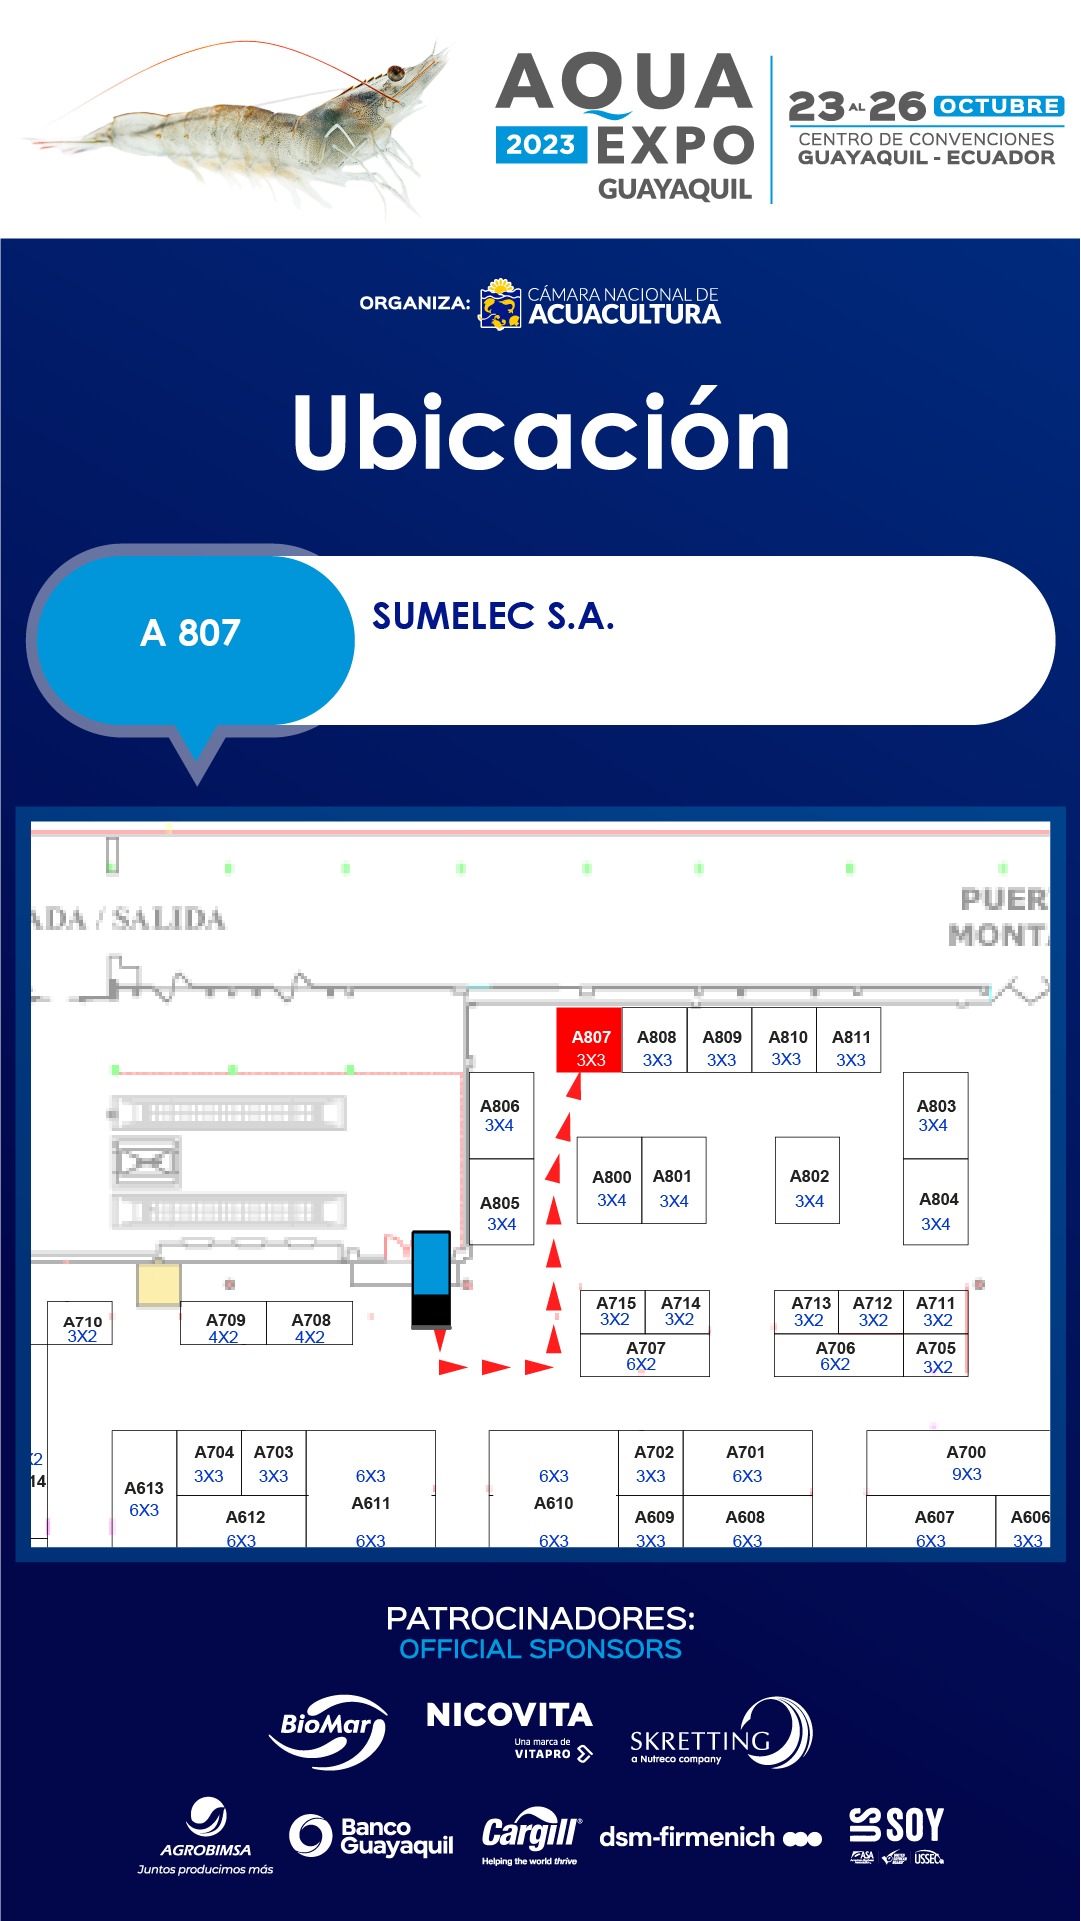 AQUA
2023 EXPO
GUAYAQUIL
23 AL 26 OCTUBRE
CENTRO DE CONVENCIONES
GUAYAQUIL - ECUADOR
ORGANIZA: CÁMARA NACIONAL DE
ACUACULTURA
Ubicación
A 807
SUMELEC S.A.
ADA / SALIDA
PUER
MONTA
A807 A808 A809 A810 A811
3X3 3X3 3X3 3X3 3X3
A806
3X4
A803
3X4
A800 A801 A802
3X4 3X4 3X4
A805
3X4
A804
3X4
A715 A714 A713 A712 A711
3X2 3X2 3X2 3X2 3X2
A710
3X2
A709 A708
4X2 4X2
A707 A706 A705
6X2 6X2 3X2
A704 A703 A702 A701 A700
3X3 3X3 6X3 6X3 3X3 6X3 9X3
X2
14
A613
6X3
A611 A610
A612 A609 A608 A607 A606
6X3 6X3 6X3 3X3 6X3 6X3 3X3
PATROCINADORES:
OFFICIAL SPONSORS
BioMar
NICOVITA
Una marca de
VITAPRO
SKRETTING
a Nutreco company
AGROBIMSA
Juntos producimos más
Banco
Guayaquil
Cargill®
Helping the world thrive
dsm-firmenich
US SOY
ASA
USSEC